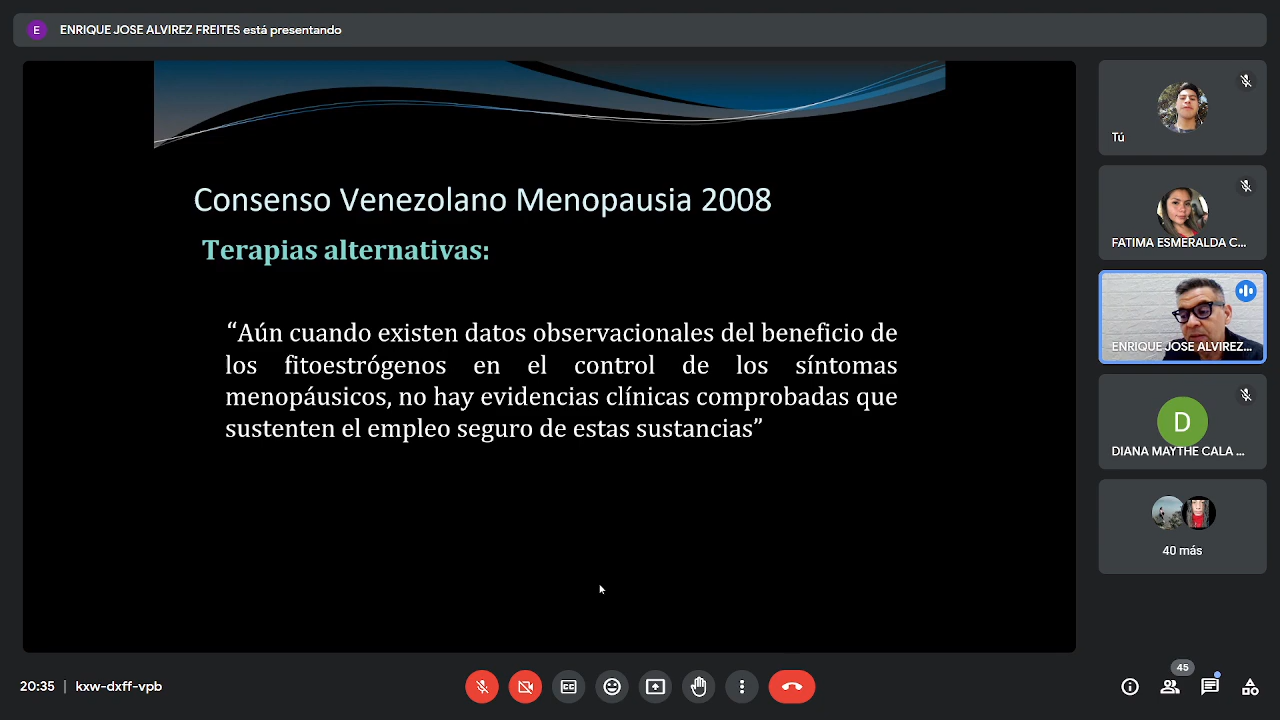 E ENRIQUE JOSE ALVIREZ FREITES está presentando
Consenso Venezolano Menopausia 2008
Terapias alternativas:
“Aún cuando existen datos observacionales del beneficio de
los fitoestrógenos en el control de los síntomas
menopáusicos, no hay evidencias clínicas comprobadas que
sustenten el empleo seguro de estas sustancias”
Tú
FATIMA ESMERALDA C...
ENRIQUE JOSE ALVIREZ...
D
DIANA MAYTHE CALA ...
40 más
20:35 | kxw-dxff-vpb
CC
45